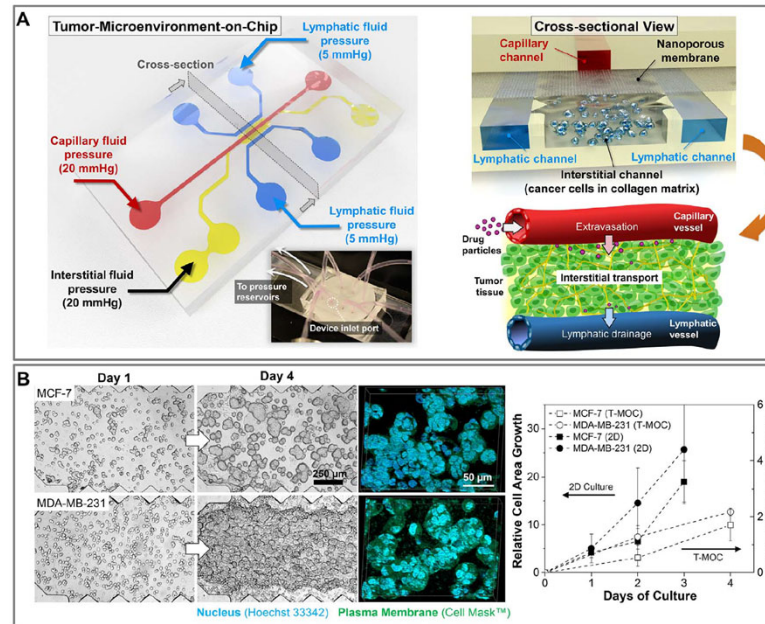 A
Tumor-Microenvironment-on-Chip
Lymphatic fluid
pressure
(5 mmHg)
Cross-section
Capillary fluid
pressure
(20 mmHg)
Lymphatic fluid
pressure
(5 mmHg)
Interstitial fluid
pressure
(20 mmHg)
To pressure
reservoirs
Device inlet port
Cross-sectional View
Capillary
channel
Nanoporous
membrane
Lymphatic channel
Lymphatic channel
Interstitial channel
(cancer cells in collagen matrix)
Drug
particles
Extravasation
Capillary
vessel
Tumor
tissue
Interstitial transport
Lymphatic drainage
Lymphatic
vessel
B
Day 1
Day 4
MCF-7
250 μm
50 μm
MDA-MB-231
Nucleus (Hoechst 33342)
Plasma Membrane (Cell Mask™)
MCF-7 (T-MOC)
MDA-MB-231 (T-MOC)
MCF-7 (2D)
MDA-MB-231 (2D)
2D Culture
T-MOC
Relative Cell Area Growth
30
25
20
15
10
5
0
6
4
2
0
0 1 2 3 4
Days of Culture